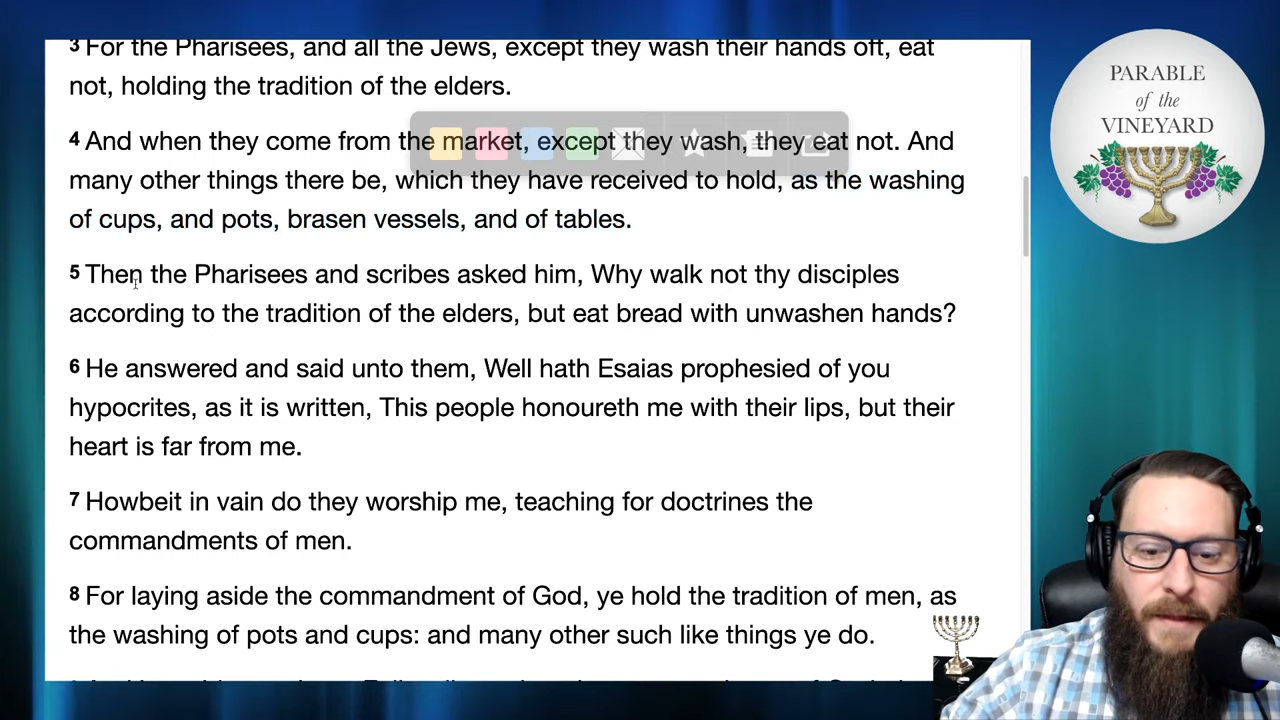 3 For the Pharisees, and all the Jews, except they wash their hands oft, eat
not, holding the tradition of the elders.
4 And when they come from the market, except they wash, they eat not. And
many other things there be, which they have received to hold, as the washing
of cups, and pots, brasen vessels, and of tables.
5 Then the Pharisees and scribes asked him, Why walk not thy disciples
according to the tradition of the elders, but eat bread with unwashen hands?
6 He answered and said unto them, Well hath Esaias prophesied of you
hypocrites, as it is written, This people honoureth me with their lips, but their
heart is far from me.
7 Howbeit in vain do they worship me, teaching for doctrines the
commandments of men.
8 For laying aside the commandment of God, ye hold the tradition of men, as
the washing of pots and cups: and many other such like things ye do.
PARABLE
of the
VINEYARD